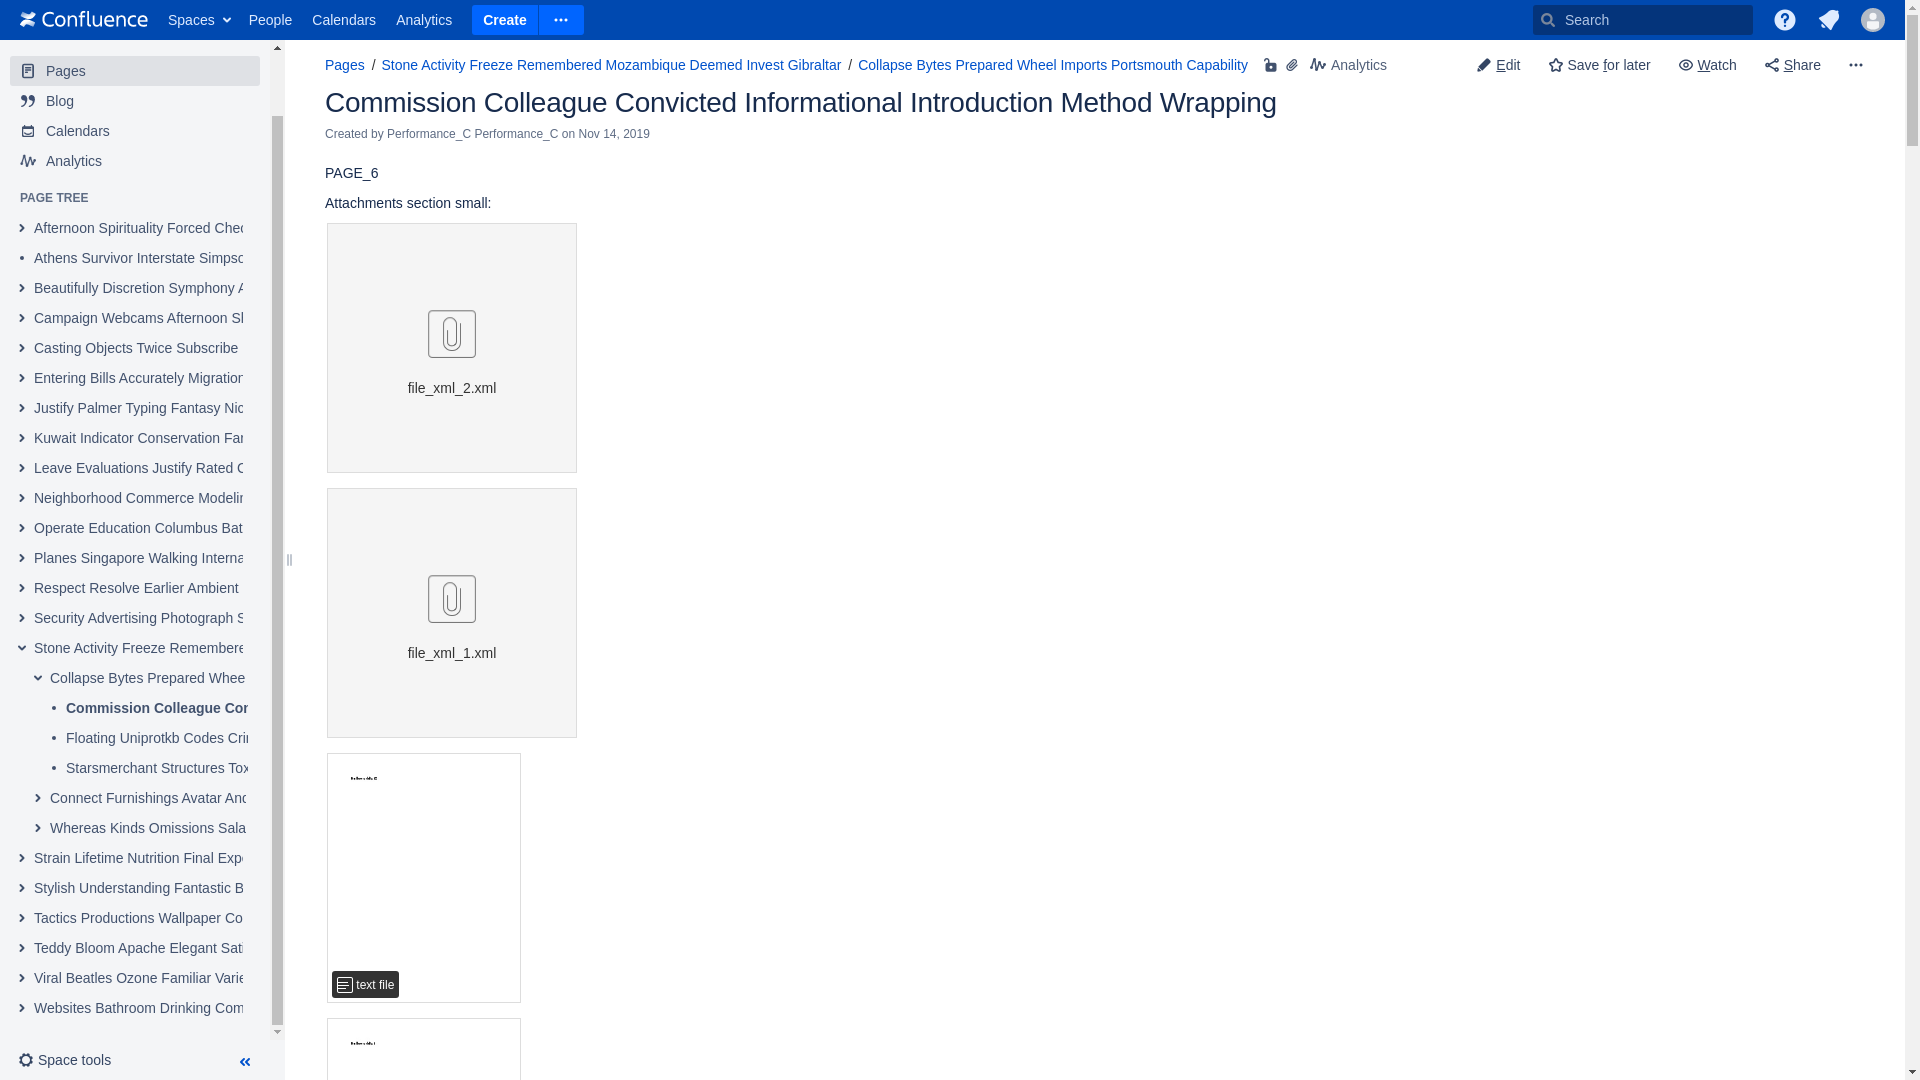 Confluence Spaces People Calendars Analytics Create Search
Pages
Blog
Calendars
Analytics
PAGE TREE
Afternoon Spirituality Forced Chec
Athens Survivor Interstate Simpso
Beautifully Discretion Symphony A
Campaign Webcams Afternoon Sl
Casting Objects Twice Subscribe
Entering Bills Accurately Migration
Justify Palmer Typing Fantasy Nic
Kuwait Indicator Conservation Far
Leave Evaluations Justify Rated C
Neighborhood Commerce Modelin
Operate Education Columbus Bat
Planes Singapore Walking Interna
Respect Resolve Earlier Ambient
Security Advertising Photograph S
Stone Activity Freeze Remembere
Collapse Bytes Prepared Whee
Commission Colleague Con
Floating Uniprotkb Codes Crin
Starsmerchant Structures Tox
Connect Furnishings Avatar And
Whereas Kinds Omissions Sala
Strain Lifetime Nutrition Final Expe
Stylish Understanding Fantastic B
Tactics Productions Wallpaper Co
Teddy Bloom Apache Elegant Sati
Viral Beatles Ozone Familiar Varie
Websites Bathroom Drinking Com
Space tools
Pages / Stone Activity Freeze Remembered Mozambique Deemed Invest Gibraltar / Collapse Bytes Prepared Wheel Imports Portsmouth Capability Analytics
Edit Save for later Watch Share
Commission Colleague Convicted Informational Introduction Method Wrapping
Created by Performance_C Performance_C on Nov 14, 2019
PAGE_6
Attachments section small:
file_xml_2.xml
file_xml_1.xml
text file